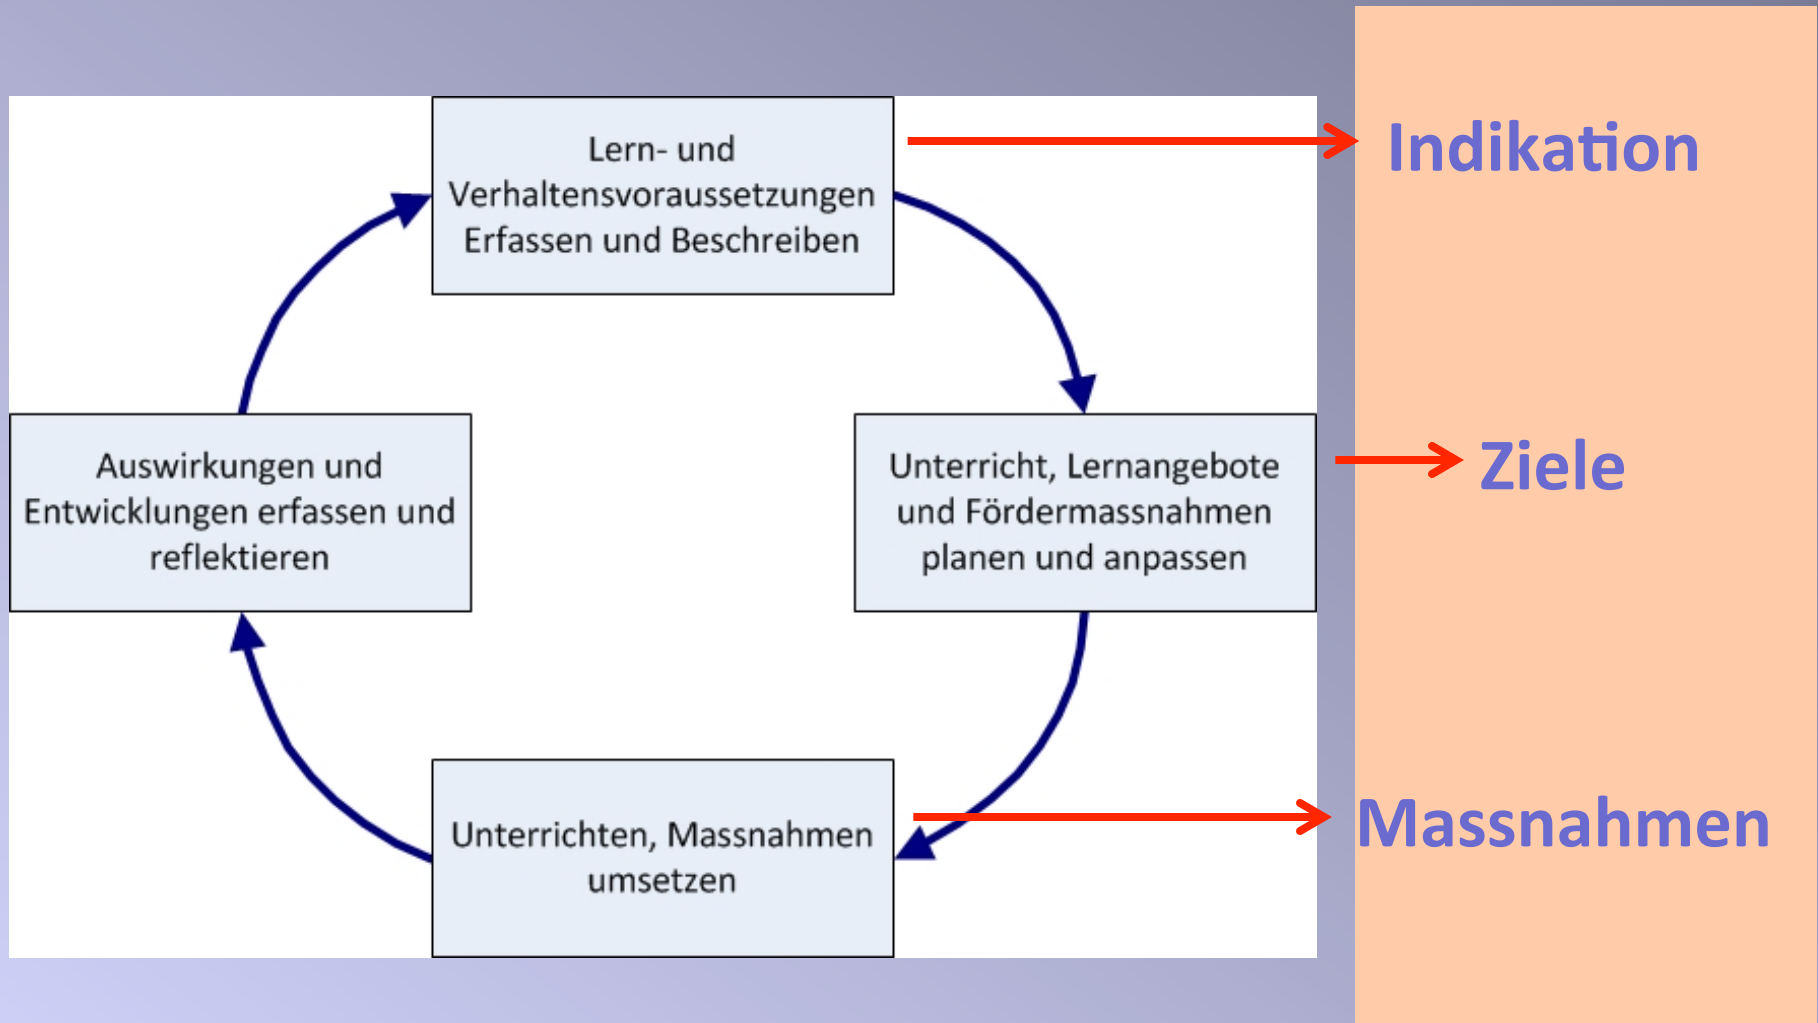 Lern- und
Verhaltensvoraussetzungen
Erfassen und Beschreiben
Indikation
Auswirkungen und
Entwicklungen erfassen und
reflektieren
Unterricht, Lernangebote
und Fördermassnahmen
planen und anpassen
Ziele
Unterrichten, Massnahmen
umsetzen
Massnahmen